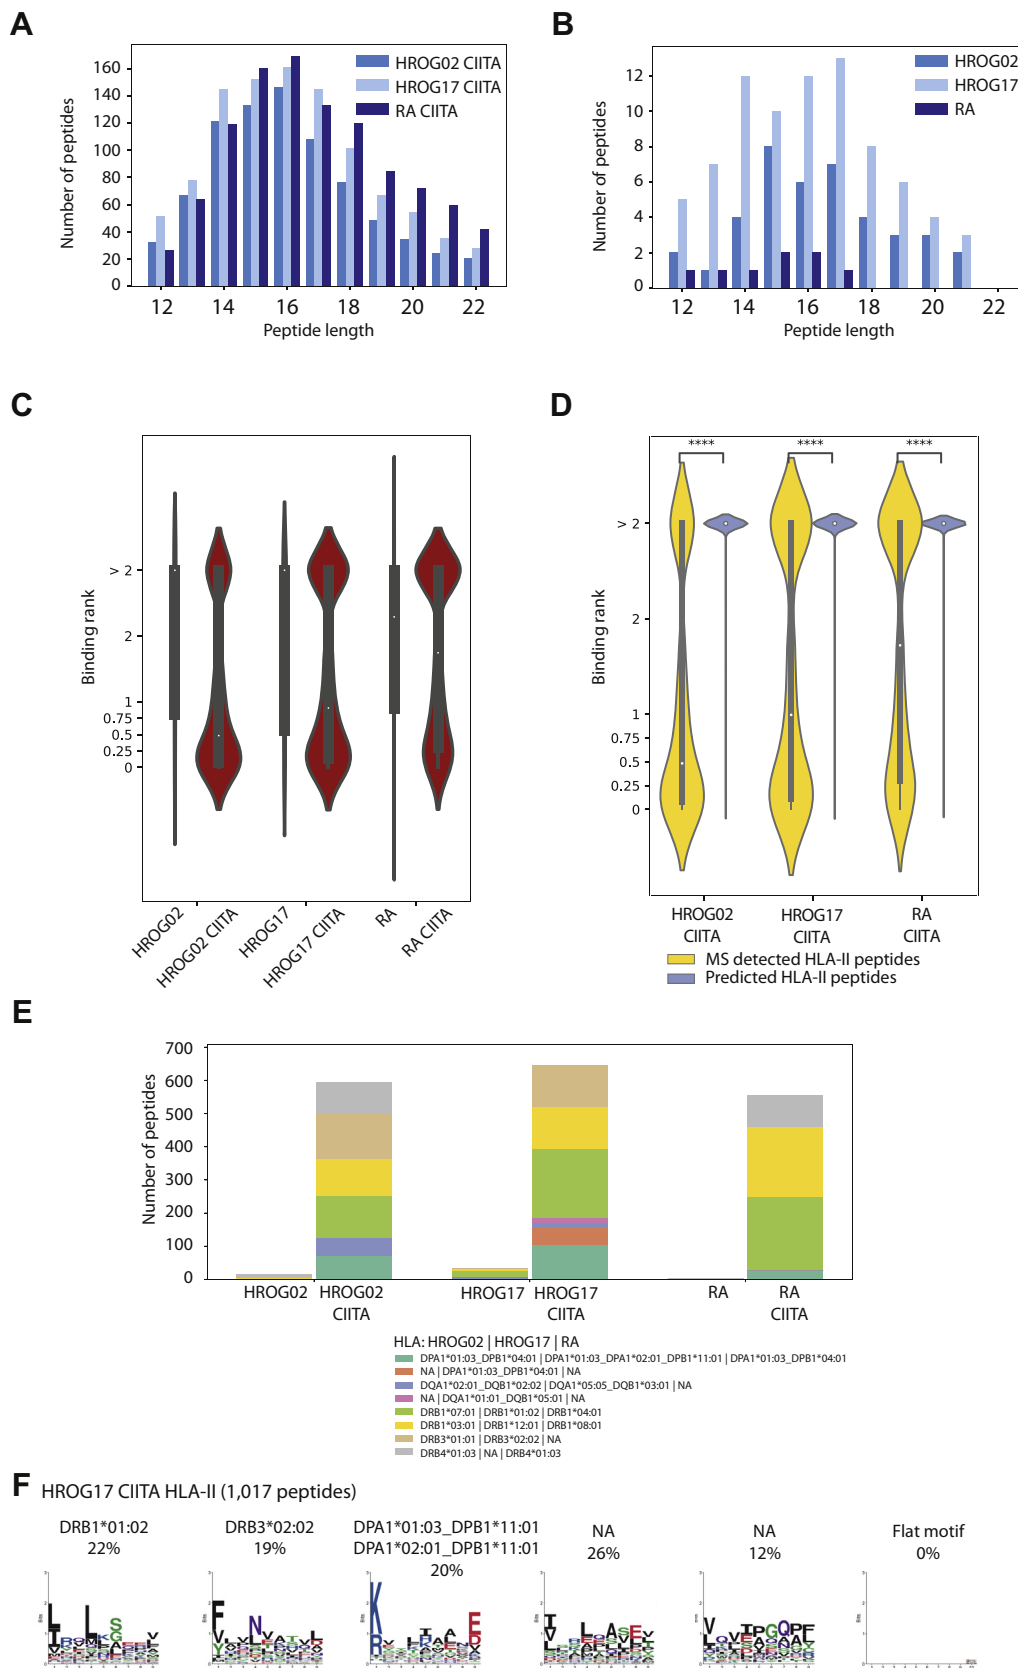 A
HROG02 CIITA
HROG17 CIITA
RA CIITA
Number of peptides
160
140
120
100
80
60
40
20
0
12 14 16 18 20 22
Peptide length
B
HROG02
HROG17
RA
Number of peptides
12
10
8
6
4
2
0
12 14 16 18 20 22
Peptide length
C
Binding rank
> 2
2
1
0.75
0.5
0.25
0
HROG02
HROG02 CIITA
HROG17
HROG17 CIITA
RA
RA CIITA
D
**** **** ****
Binding rank
> 2
2
1
0.75
0.5
0.25
0
HROG02 CIITA
HROG17 CIITA
RA CIITA
MS detected HLA-II peptides
Predicted HLA-II peptides
E
Number of peptides
700
600
500
400
300
200
100
0
HROG02
HROG02 CIITA
HROG17
HROG17 CIITA
RA
RA CIITA
HLA: HROG02 | HROG17 | RA
DPA1*01:03_DPB1*04:01 | DPA1*01:03_DPA1*02:01_DPB1*11:01 | DPA1*01:03_DPB1*04:01
NA | DPA1*01:03_DPB1*04:01 | NA
DQA1*02:01_DQB1*02:02 | DQA1*05:05_DQB1*03:01 | NA
NA | DQA1*01:01_DQB1*05:01 | NA
DRB1*07:01 | DRB1*01:02 | DRB1*04:01
DRB1*03:01 | DRB1*12:01 | DRB1*08:01
DRB3*01:01 | DRB3*02:02 | NA
DRB4*01:03 | NA | DRB4*01:03
F
HROG17 CIITA HLA-II (1,017 peptides)
DRB1*01:02
22%
DRB3*02:02
19%
DPA1*01:03_DPB1*11:01
DPA1*02:01_DPB1*11:01
20%
NA
26%
NA
12%
Flat motif
0%